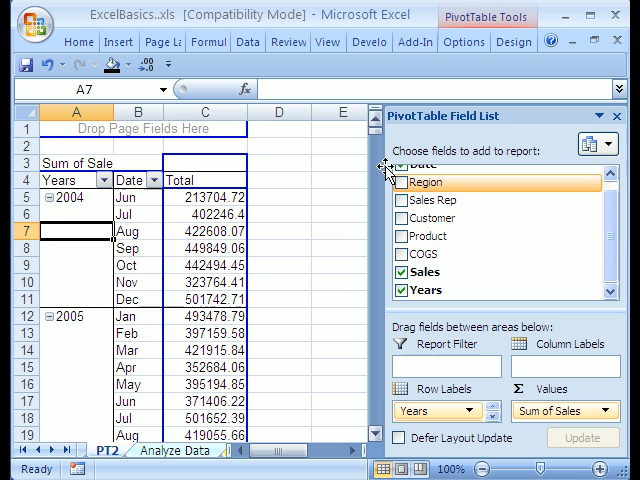 ExcelBasics..xls [Compatibility Mode] - Microsoft Excel PivotTable Tools
Home Insert Page La Formul Data Review View Develo Add-In Options Design
A7 fx
PivotTable Field List
A B C D E
1 Drop Page Fields Here
2
3 Sum of Sale
4 Years Date Total
5 2004 Jun 213704.72
6 Jul 402246.4
7 Aug 422608.07
8 Sep 449849.06
9 Oct 442494.45
10 Nov 323764.41
11 Dec 501742.71
12 2005 Jan 493478.79
13 Feb 397159.58
14 Mar 421915.84
15 Apr 352684.06
16 May 395194.85
17 Jun 371406.22
18 Jul 501652.39
19 Aug 419055.66
Choose fields to add to report:
Date
Region
Sales Rep
Customer
Product
COGS
Sales
Years
Drag fields between areas below:
Report Filter Column Labels
Row Labels Σ Values
Years Sum of Sales
Defer Layout Update Update
PT2 Analyze Data
Ready 100%